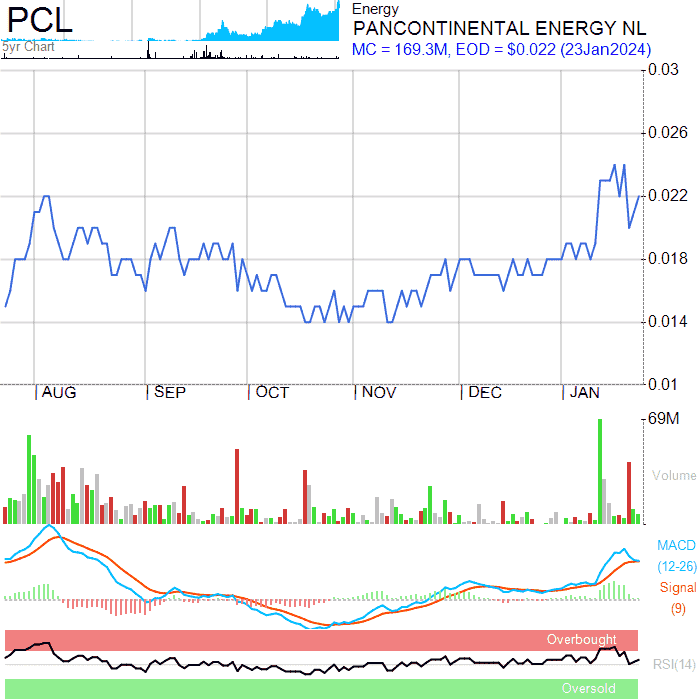 PCL
5yr Chart
Energy
PANCONTINENTAL ENERGY NL
MC = 169.3M, EOD = $0.022 (23Jan2024)
0.03
0.026
0.022
0.018
0.014
0.01
AUG SEP OCT NOV DEC JAN
69M
Volume
MACD
(12-26)
Signal
(9)
Overbought
RSI(14)
Oversold